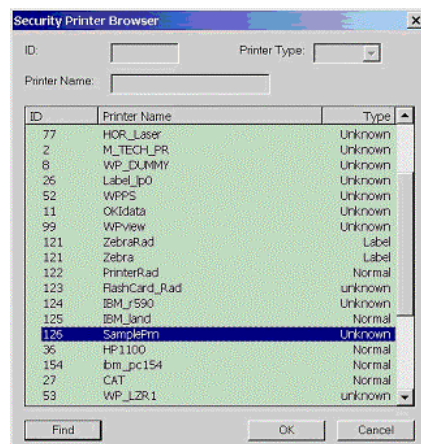 Security Printer Browser
ID: Printer Type:
Printer Name:
ID Printer Name Type
77 HOR_Laser Unknown
2 M_TECH_PR Unknown
8 WP_DUMMY Unknown
26 Label_lp0 Unknown
52 WPPS Unknown
11 OKIdata Unknown
99 WPview Unknown
121 ZebraRad Label
121 Zebra Label
122 PrinterRad Normal
123 FlashCard_Rad unknown
124 IBM_r590 Unknown
125 IBM_land Normal
126 SamplePrn Unknown
36 HP1100 Normal
154 ibm_pc154 Normal
27 CAT Normal
53 WP_LZR1 unknown
Find OK Cancel